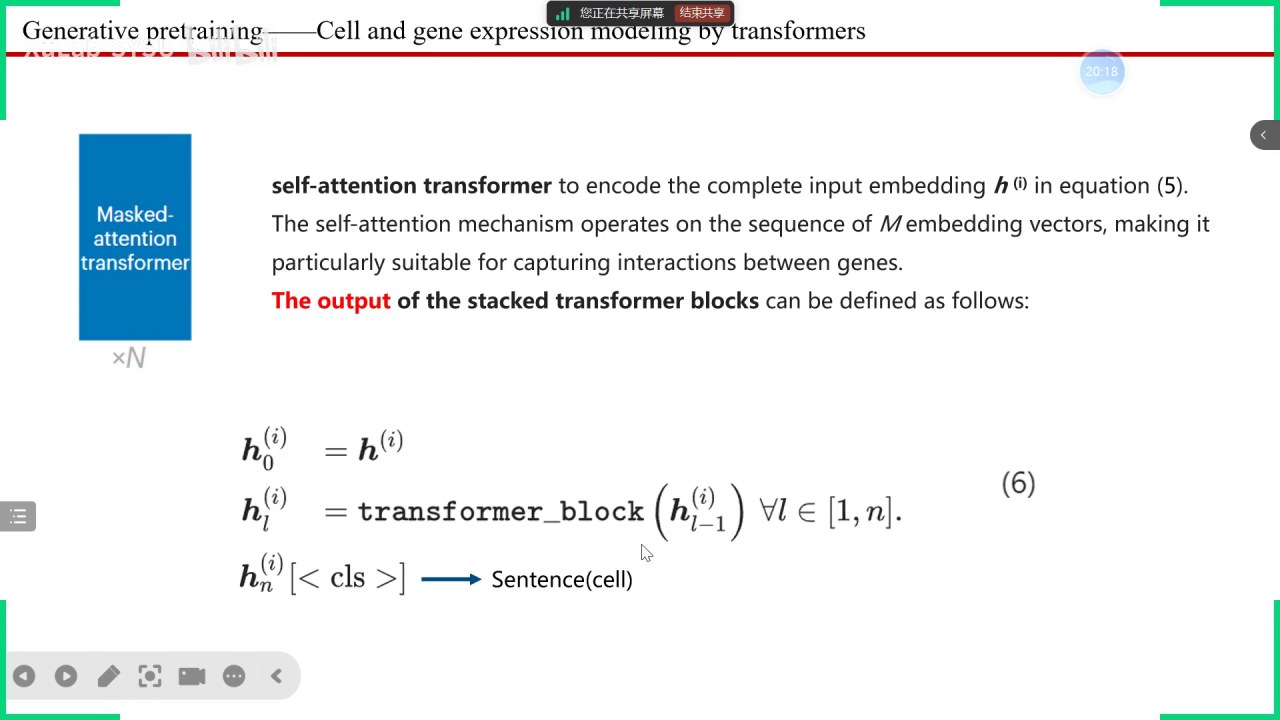 您正在共享屏幕 结束共享
Generative pretraining——Cell and gene expression modeling by transformers
20:18
Masked-
attention
transformer
×N
self-attention transformer to encode the complete input embedding h (i) in equation (5).
The self-attention mechanism operates on the sequence of M embedding vectors, making it
particularly suitable for capturing interactions between genes.
The output of the stacked transformer blocks can be defined as follows:
h_0^{(i)} = h^{(i)}
h_l^{(i)} = transformer_block(h_{l-1}^{(i)}) ∀l ∈ [1, n].
(6)
h_n^{(i)}[< cls >] → Sentence(cell)